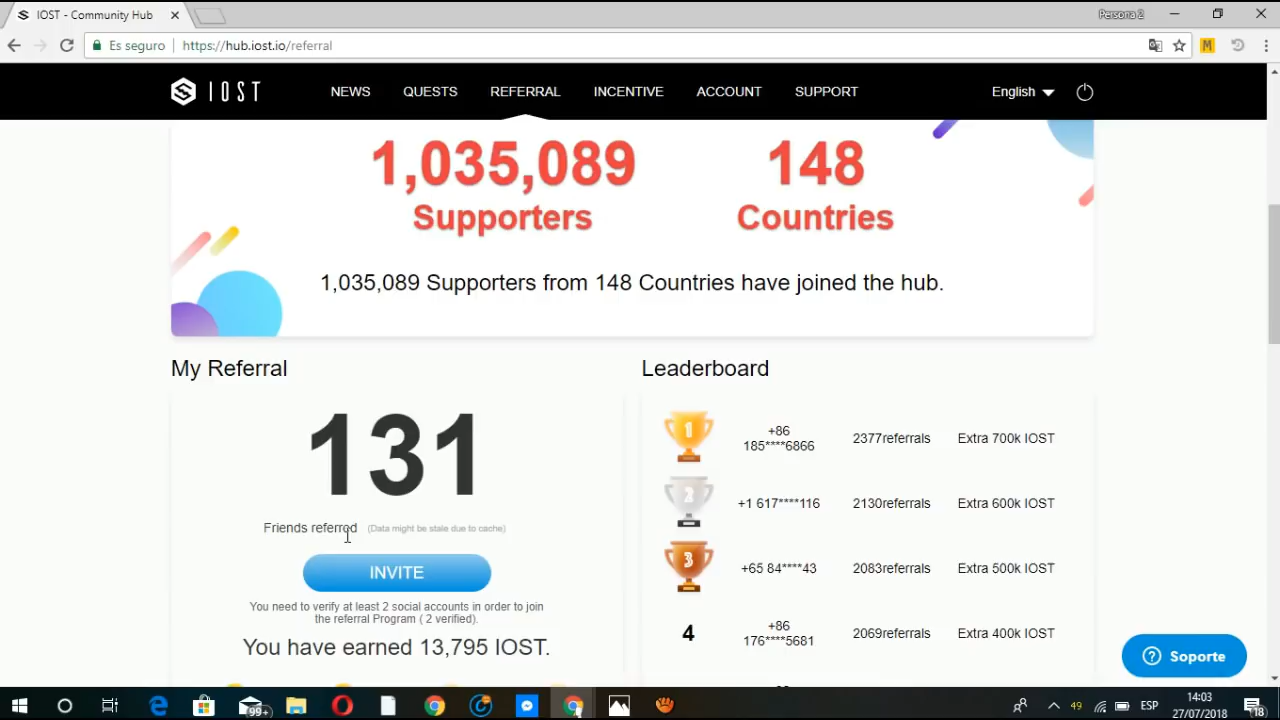 IOST - Community Hub
Persona 2
Es seguro https://hub.iost.io/referral
M
IOST
NEWS QUESTS REFERRAL INCENTIVE ACCOUNT SUPPORT English
1,035,089 148
Supporters Countries
1,035,089 Supporters from 148 Countries have joined the hub.
My Referral
131
Friends referred (Data might be stale due to cache)
INVITE
You need to verify at least 2 social accounts in order to join
the referral Program ( 2 verified).
You have earned 13,795 IOST.
Leaderboard
1 +86
185****6866 2377referrals Extra 700k IOST
2 +1 617****116 2130referrals Extra 600k IOST
3 +65 84****43 2083referrals Extra 500k IOST
4 +86
176****5681 2069referrals Extra 400k IOST
Soporte
99+
49
ESP
14:03
27/07/2018
18